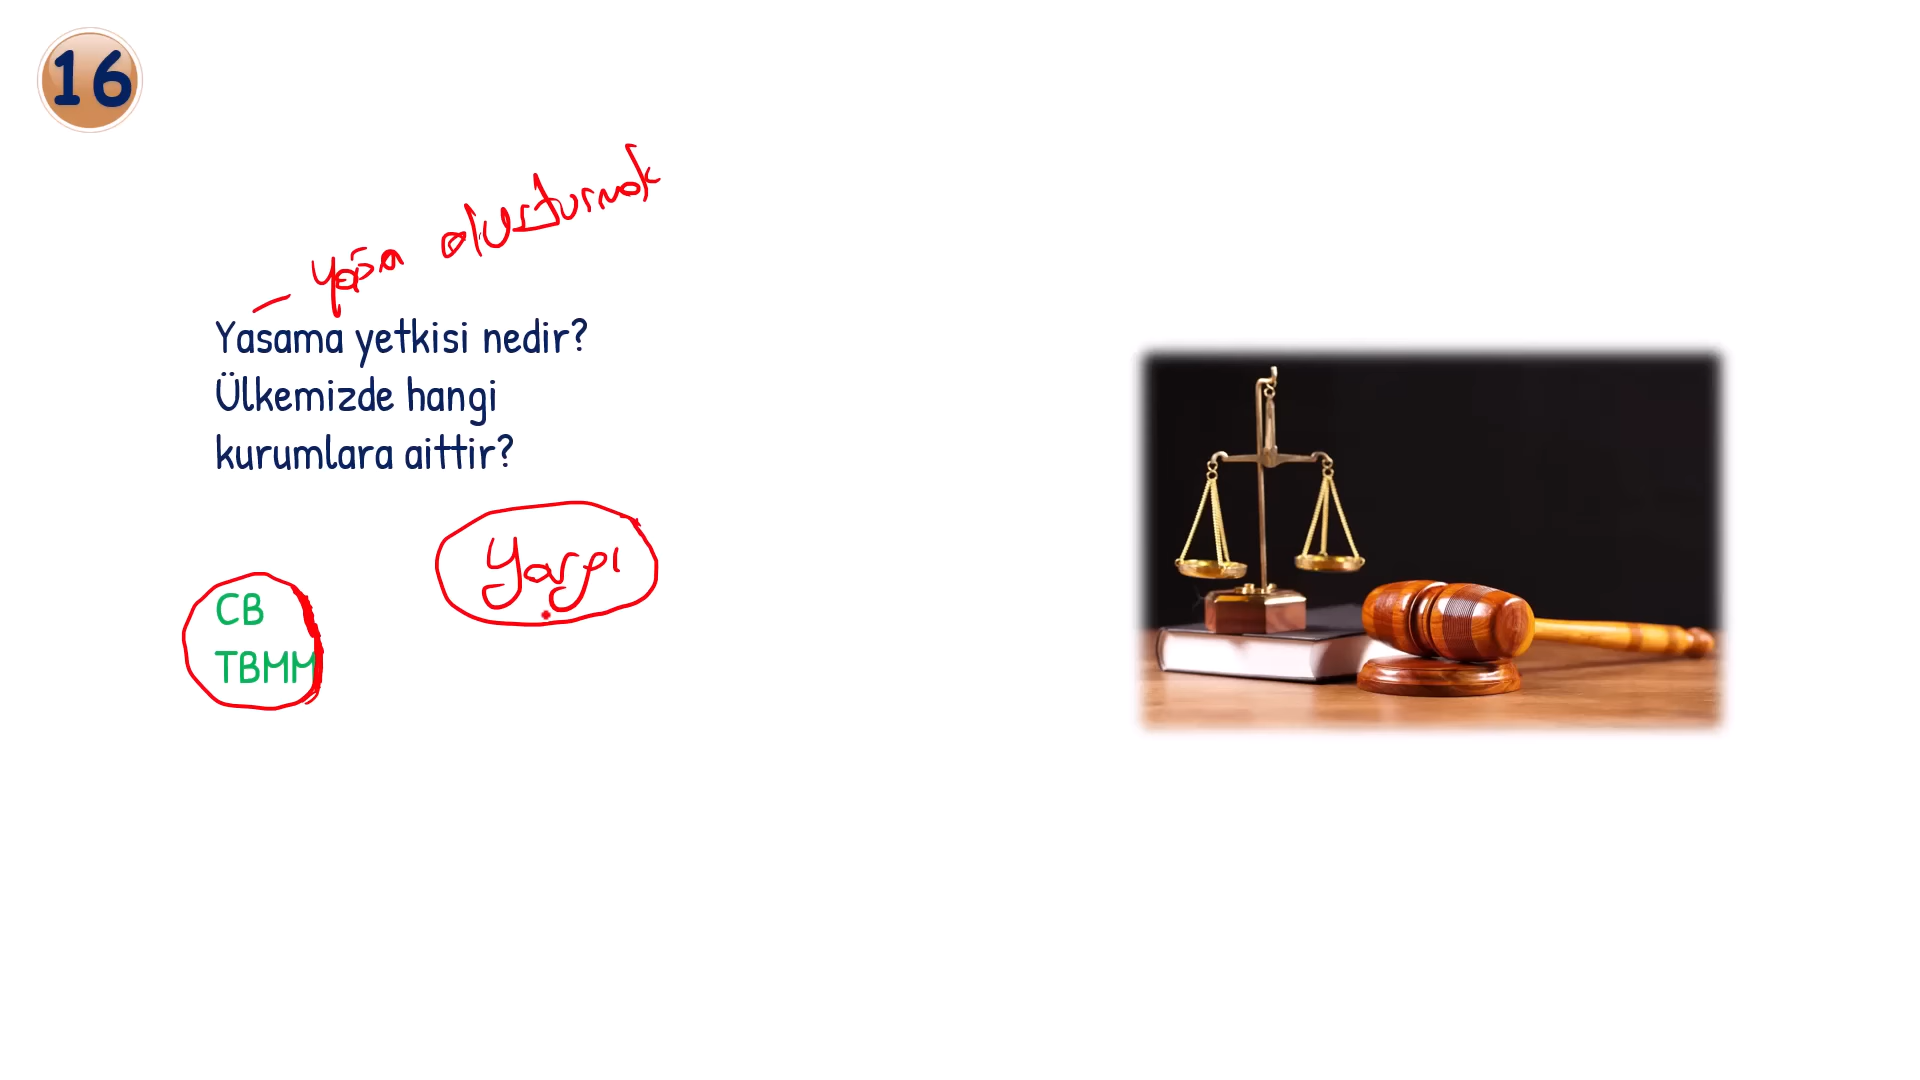 16
- yasa oluşturmak
Yasama yetkisi nedir?
Ülkemizde hangi
kurumlara aittir?
Yargı
CB
TBMM